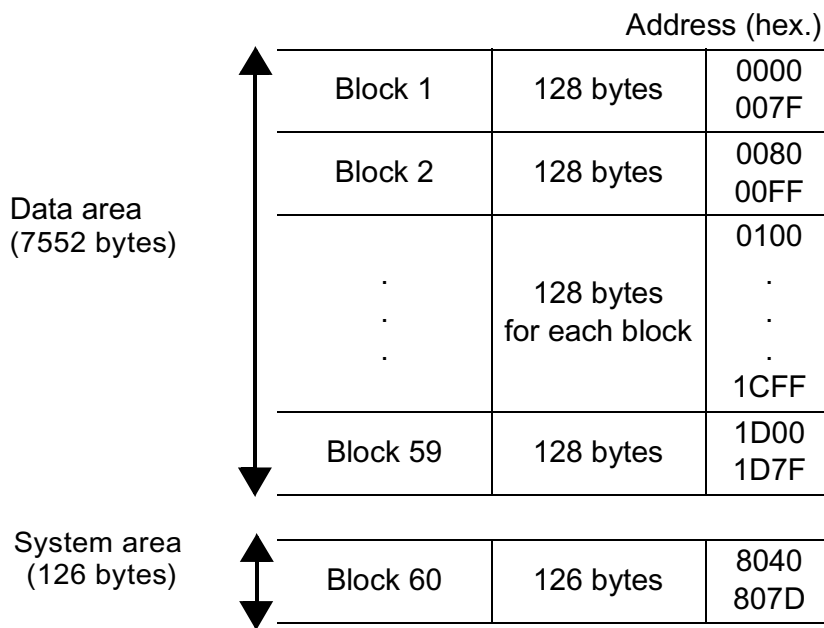 Address (hex.)
Block 1 128 bytes 0000
007F
Block 2 128 bytes 0080
00FF
Data area
(7552 bytes)
0100
. 128 bytes .
. for each block .
. .
1CFF
Block 59 128 bytes 1D00
1D7F
System area
(126 bytes)
Block 60 126 bytes 8040
807D